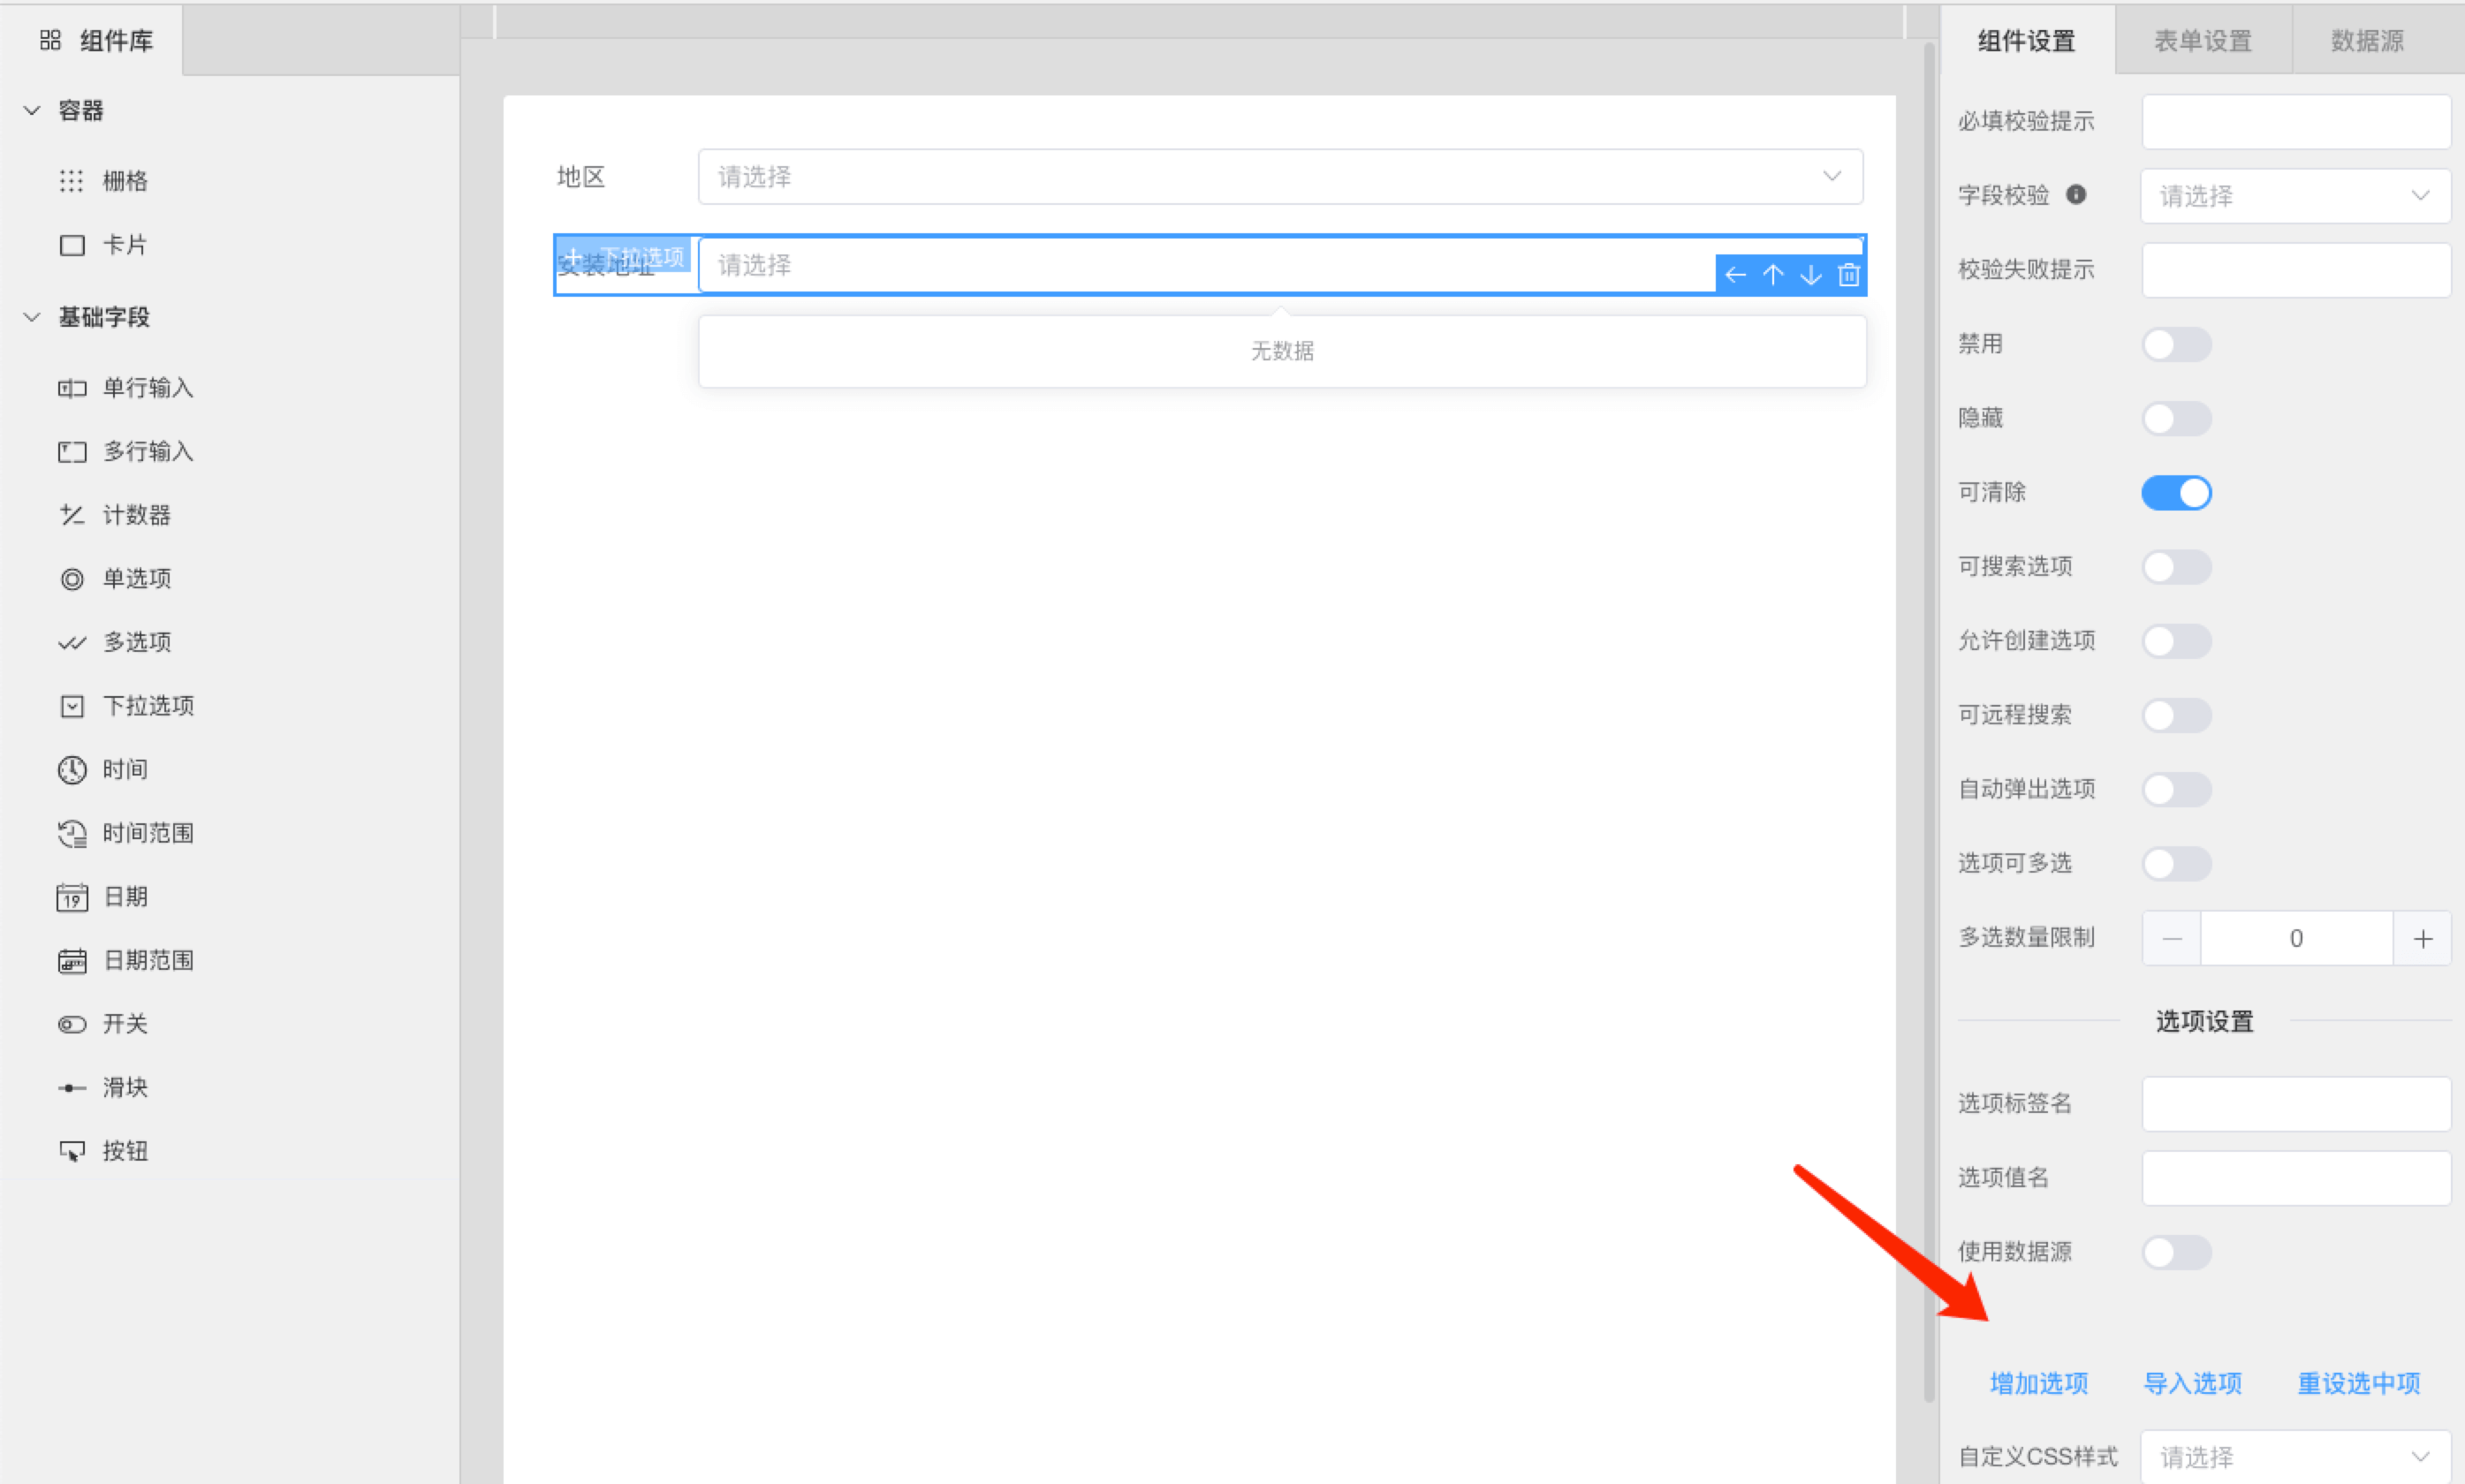 组件库
容器
栅格
卡片
基础字段
单行输入
多行输入
计数器
单选项
多选项
下拉选项
时间
时间范围
19 日期
日期范围
开关
滑块
按钮
地区 请选择
下拉选项
安装地址 请选择
无数据
组件设置 表单设置 数据源
必填校验提示
字段校验 请选择
校验失败提示
禁用
隐藏
可清除
可搜索选项
允许创建选项
可远程搜索
自动弹出选项
选项可多选
多选数量限制 0
选项设置
选项标签名
选项值名
使用数据源
增加选项 导入选项 重设选中项
自定义CSS样式 请选择